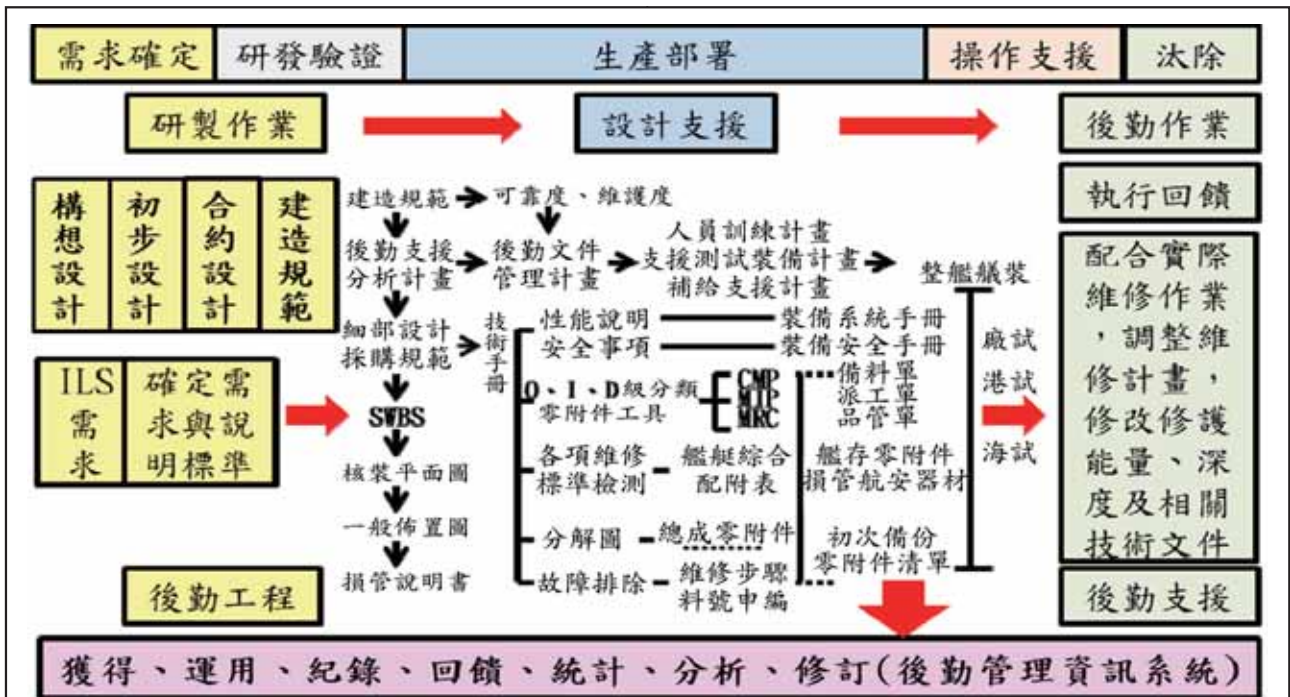 需求確定 研發驗證 生產部署 操作支援 汰除
研製作業 設計支援 後勤作業
構想設計
初步設計
合約設計
建造規範
建造規範 可靠度、維護度
後勤支援
分析計畫
後勤文件
管理計畫
人員訓練計畫
支援測試裝備計畫
補給支援計畫
整艦艤裝
執行回饋
細部設計
採購規範
技術手冊
性能說明 裝備系統手冊
安全事項 裝備安全手冊
O、I、D級分類
零附件工具
CMP
MIP
MRC
備料單
派工單
品管單
廠試
港試
海試
配合實際
維修作業
,調整維
修計畫,
修改修護
能量、深
度及相關
技術文件
ILS
需
求
確定需
求與說
明標準
SWBS
核裝平面圖
一般佈置圖
損管說明書
各項維修
標準檢測
艦艇綜合
配附表
艦存零附件
損管航安器材
分解圖 總成零附件
初次備份
零附件清單
故障排除
維修步驟
料號申編
後勤工程 後勤支援
獲得、運用、紀錄、回饋、統計、分析、修訂(後勤管理資訊系統)